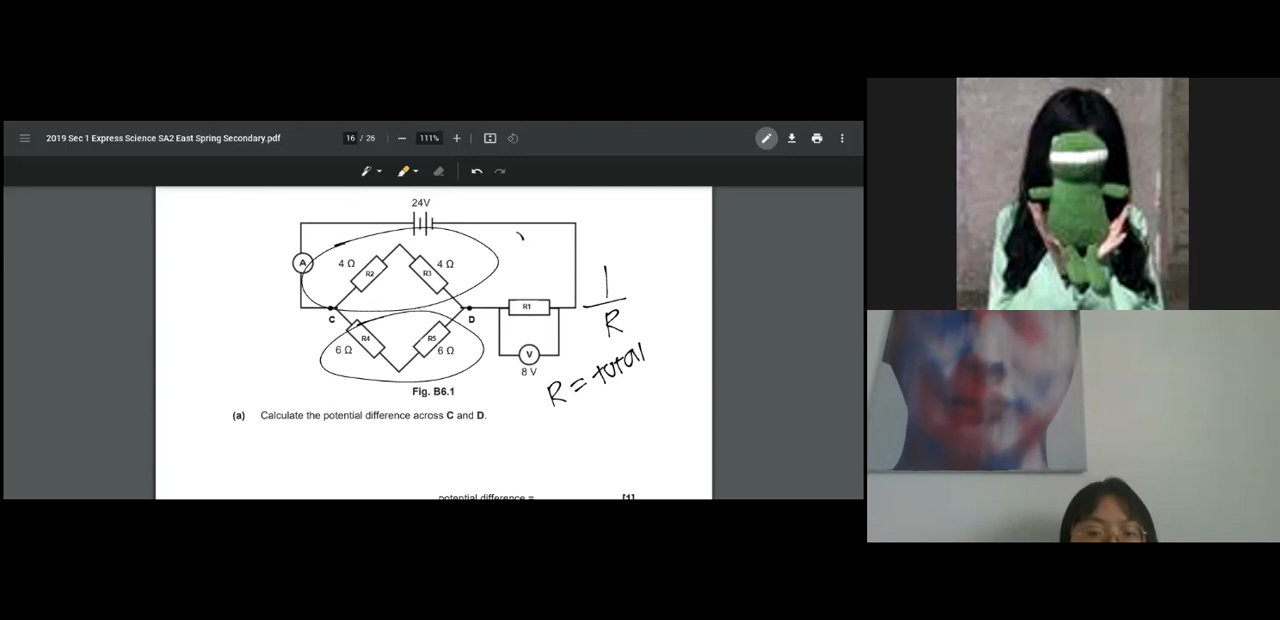 2019 Sec 1 Express Science SA2 East Spring Secondary.pdf
16 / 26
111%
24V
A
4 Ω
R2
R3
4 Ω
C
D
R1
R4
R5
6 Ω
6 Ω
V
8 V
1
R
R = total
Fig. B6.1
(a) Calculate the potential difference across C and D.
potential difference = [1]